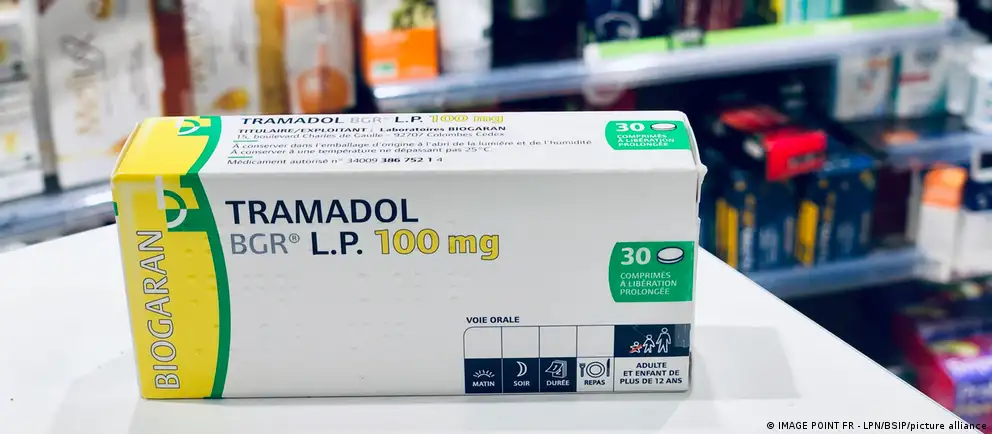 TRAMADOL BGR® L.P. 100 mg
TITULAIRE/EXPLOITANT : Laboratoires BIOGARAN
15, boulevard Charles de Gaulle - 92707 Colombes Cedex
À conserver dans l'emballage d'origine à l'abri de la lumière et de l'humidité
À conserver à une température ne dépassant pas 25°C
Médicament autorisé n° 34009 386 752 1 4
30
COMPRIMÉS
À LIBÉRATION
PROLONGÉE
BIOGARAN
TRAMADOL
BGR® L.P. 100 mg
30
COMPRIMÉS
À LIBÉRATION
PROLONGÉE
VOIE ORALE
MATIN
SOIR
DURÉE
REPAS
ADULTE
ET ENFANT DE
PLUS DE 12 ANS
© IMAGE POINT FR - LPN/BSIP/picture alliance